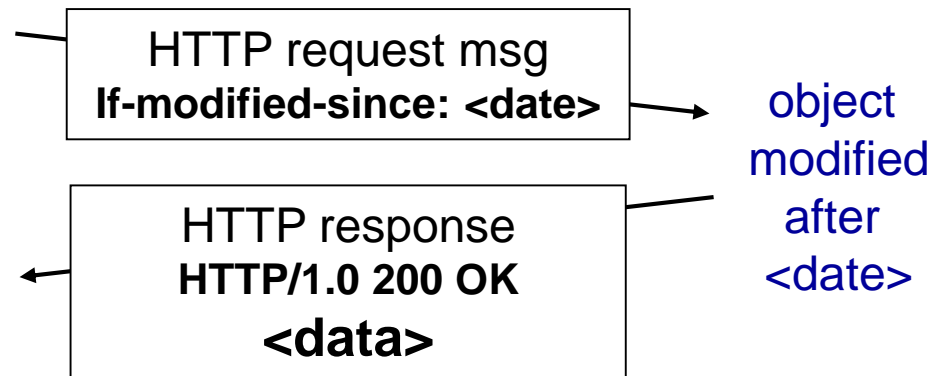 HTTP request msg
If-modified-since: <date>
object
modified
after
<date>
HTTP response
HTTP/1.0 200 OK
<data>